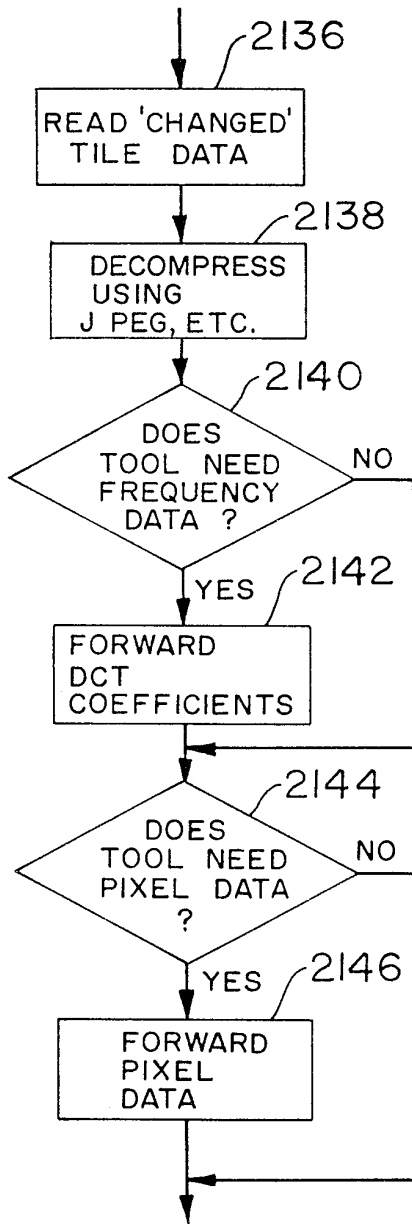 2136
READ 'CHANGED'
TILE DATA
2138
DECOMPRESS
USING
J PEG, ETC.
2140
DOES
TOOL NEED
FREQUENCY
DATA ?
NO
YES
2142
FORWARD
DCT
COEFFICIENTS
2144
DOES
TOOL NEED
PIXEL DATA
?
NO
YES
2146
FORWARD
PIXEL
DATA